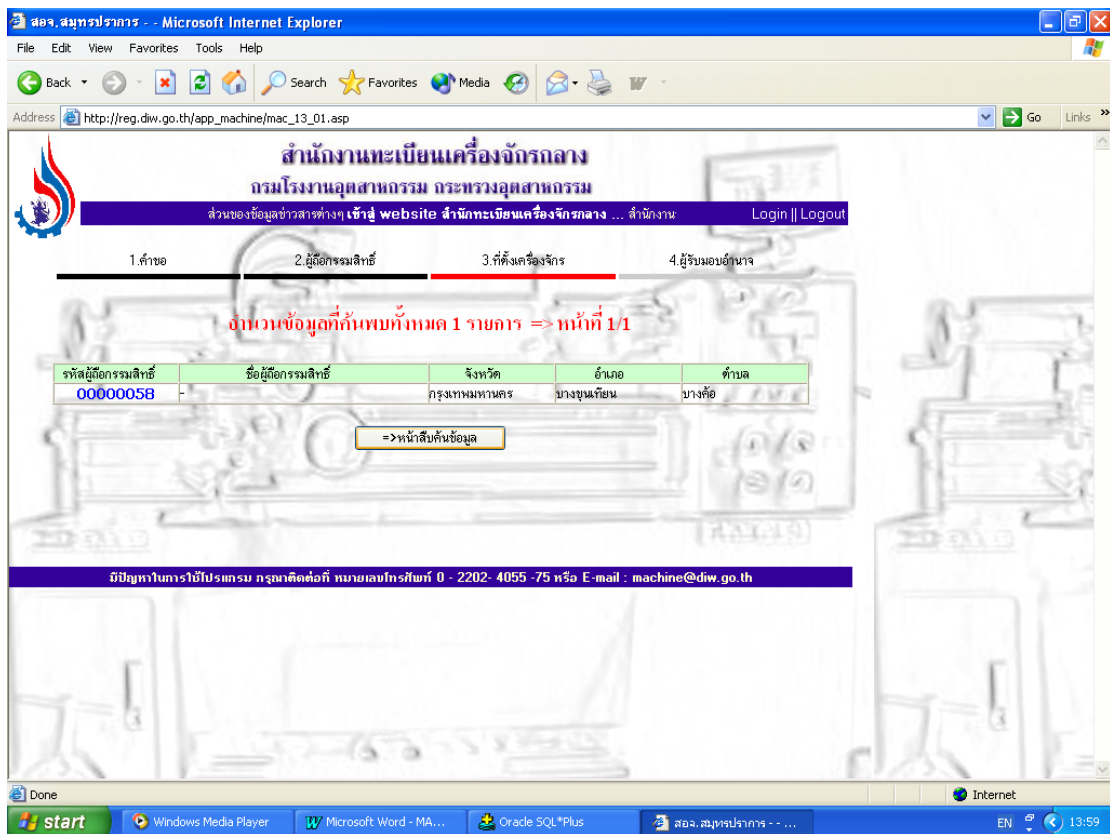 สอจ.สมุทรปราการ - - Microsoft Internet Explorer
File Edit View Favorites Tools Help
Back Search Favorites Media
Address http://reg.diw.go.th/app_machine/mac_13_01.asp Go Links »
สำนักงานทะเบียนเครื่องจักรกลาง
กรมโรงงานอุตสาหกรรม กระทรวงอุตสาหกรรม
ส่วนของข้อมูลข่าวสารต่างๆ เข้าสู่ website สำนักทะเบียนเครื่องจักรกลาง ... สำนักงาน Login || Logout
1.คำขอ 2.ผู้ถือกรรมสิทธิ์ 3.ที่ตั้งเครื่องจักร 4.ผู้รับมอบอำนาจ
จำนวนข้อมูลที่ค้นพบทั้งหมด 1 รายการ => หน้าที่ 1/1
รหัสผู้ถือกรรมสิทธิ์ ชื่อผู้ถือกรรมสิทธิ์ จังหวัด อำเภอ ตำบล
00000058 - กรุงเทพมหานคร บางขุนเทียน บางค้อ
=>หน้าสืบค้นข้อมูล
มีปัญหาในการใช้โปรแกรม กรุณาติดต่อที่ หมายเลขโทรศัพท์ 0 - 2202- 4055 -75 หรือ E-mail : machine@diw.go.th
Done Internet
start Windows Media Player Microsoft Word - MA... Oracle SQL*Plus สอจ.สมุทรปราการ - - ... EN 13:59